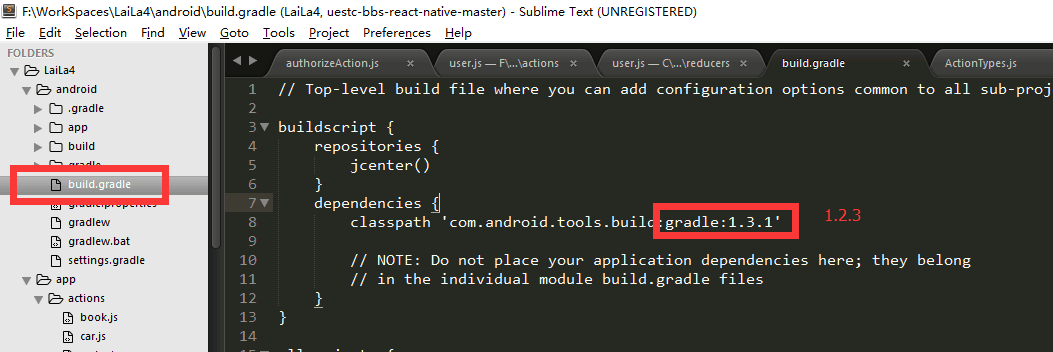 F:\WorkSpaces\LaiLa4\android\build.gradle (LaiLa4, uestc-bbs-react-native-master) - Sublime Text (UNREGISTERED)
File Edit Selection Find View Goto Tools Project Preferences Help
FOLDERS
LaiLa4
android
.gradle
app
build
gradle
build.gradle
gradle.properties
gradlew
gradlew.bat
settings.gradle
app
actions
book.js
car.js
authorizeAction.js
user.js — F\...\actions
user.js — C\...\reducers
build.gradle
ActionTypes.js
1 // Top-level build file where you can add configuration options common to all sub-proj
2
3 buildscript {
4 repositories {
5 jcenter()
6 }
7 dependencies {
8 classpath 'com.android.tools.build:gradle:1.3.1' 1.2.3
9
10 // NOTE: Do not place your application dependencies here; they belong
11 // in the individual module build.gradle files
12 }
13 }
14